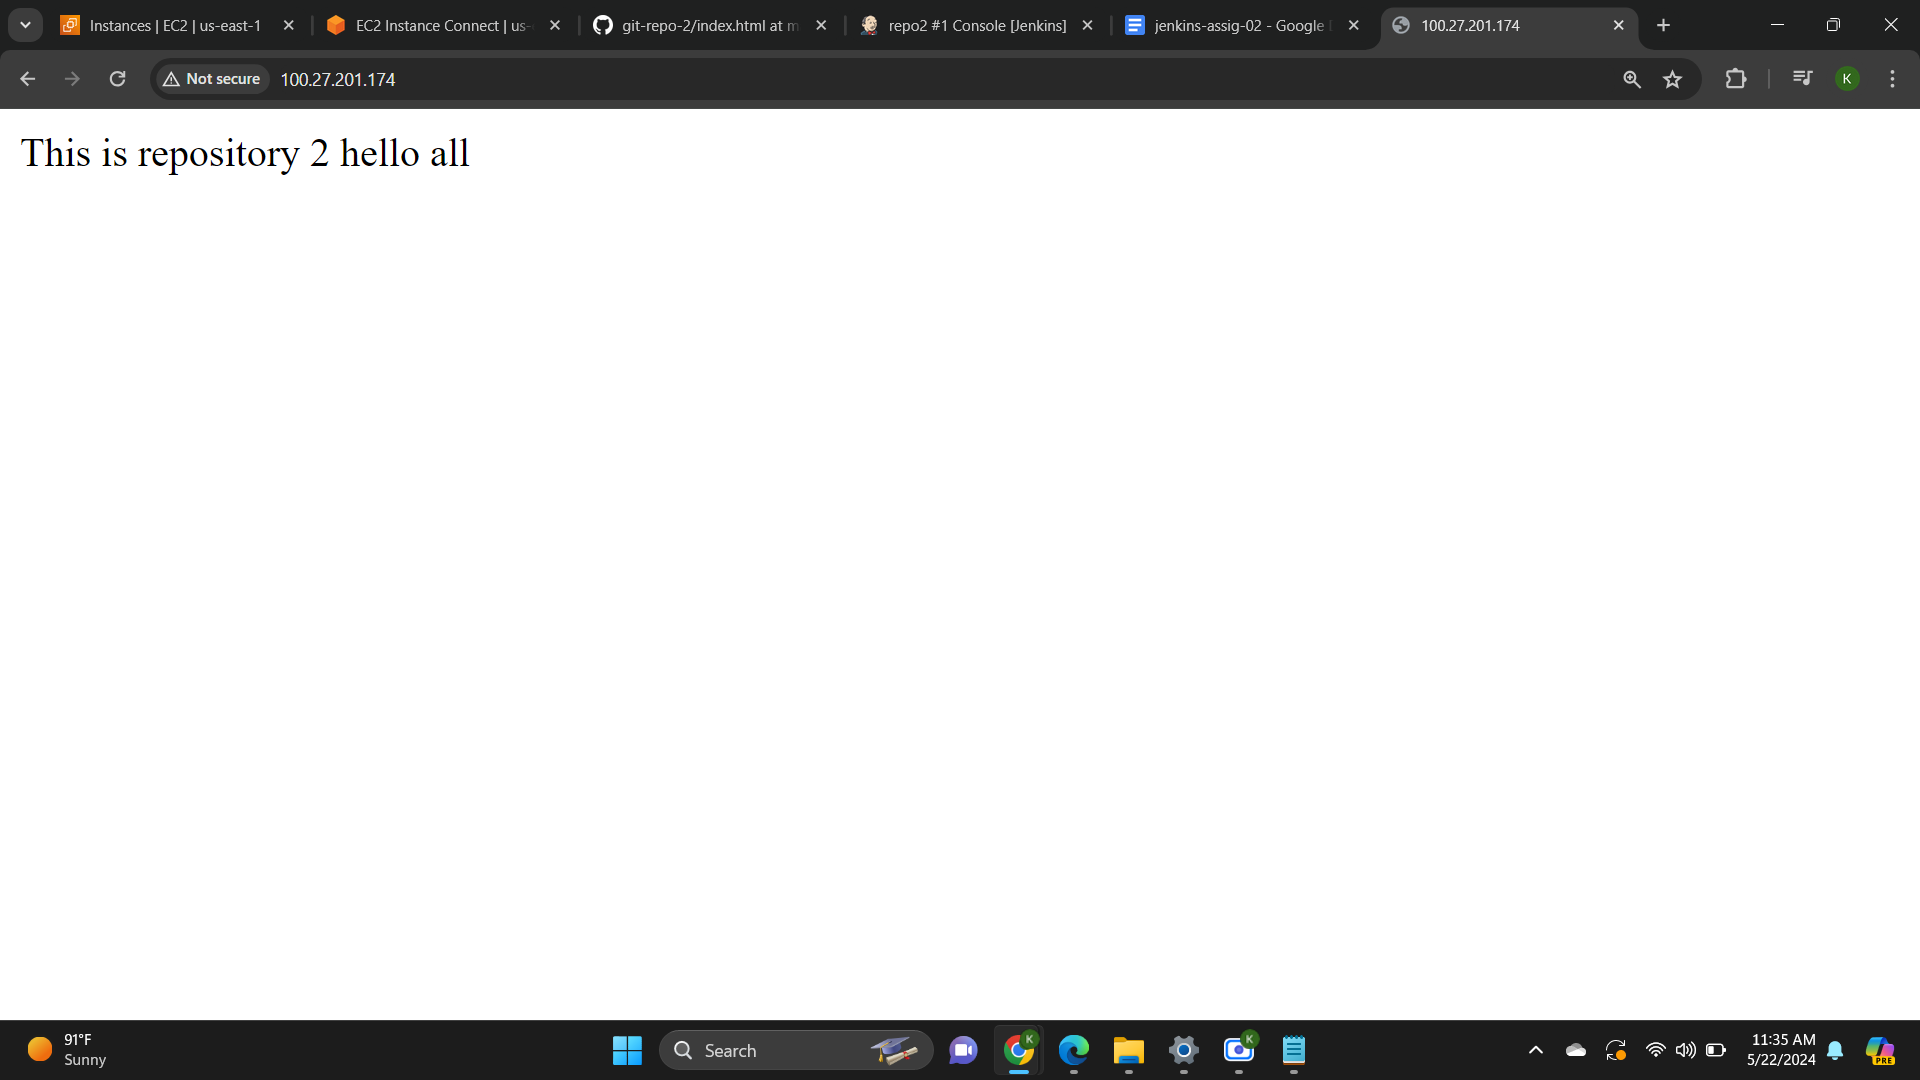 Instances | EC2 | us-east-1
EC2 Instance Connect | us-
git-repo-2/index.html at m
repo2 #1 Console [Jenkins]
jenkins-assig-02 - Google
100.27.201.174
Not secure
100.27.201.174
K
This is repository 2 hello all
91°F
Sunny
Search
K
K
11:35 AM
5/22/2024
PRE